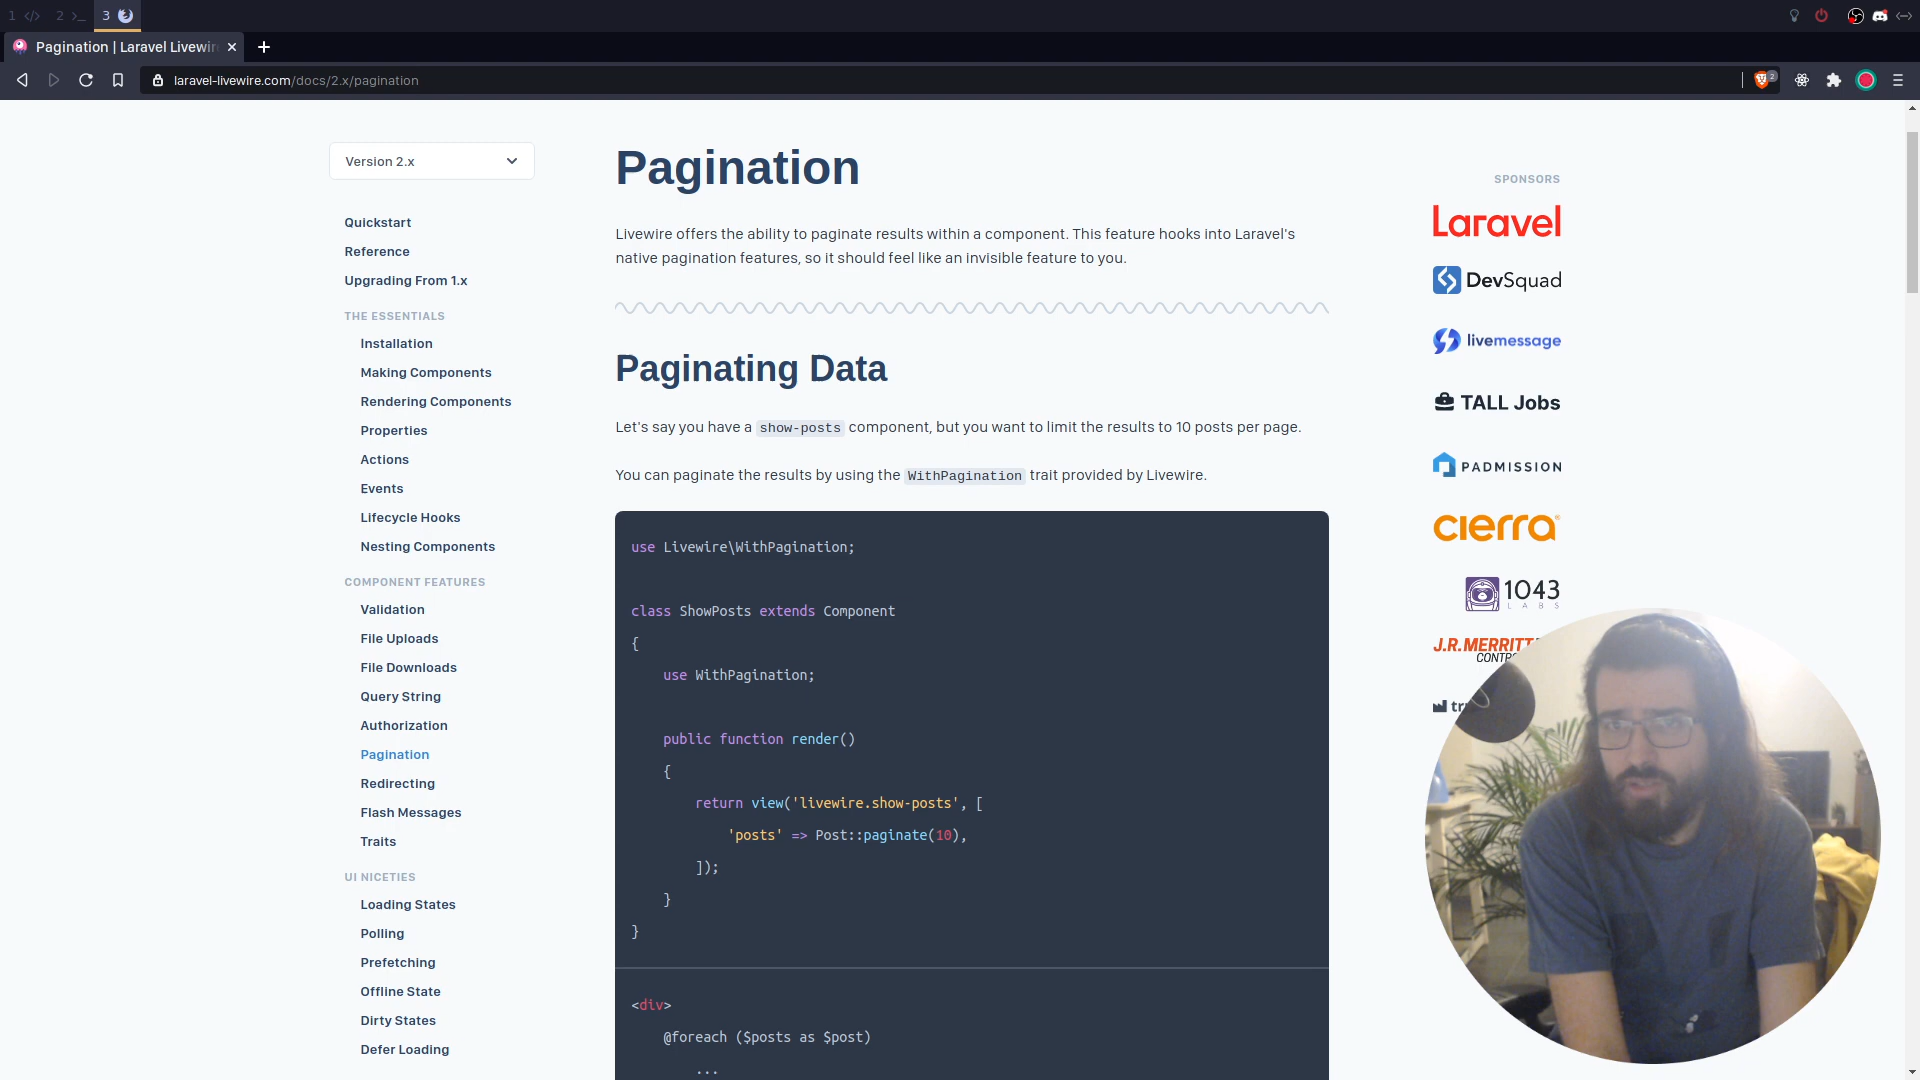 1 2 3
Pagination | Laravel Livewir
laravel-livewire.com/docs/2.x/pagination
2
Version 2.x
Quickstart
Reference
Upgrading From 1.x
THE ESSENTIALS
Installation
Making Components
Rendering Components
Properties
Actions
Events
Lifecycle Hooks
Nesting Components
COMPONENT FEATURES
Validation
File Uploads
File Downloads
Query String
Authorization
Pagination
Redirecting
Flash Messages
Traits
UI NICETIES
Loading States
Polling
Prefetching
Offline State
Dirty States
Defer Loading
Pagination
Livewire offers the ability to paginate results within a component. This feature hooks into Laravel's
native pagination features, so it should feel like an invisible feature to you.
Paginating Data
Let's say you have a show-posts component, but you want to limit the results to 10 posts per page.
You can paginate the results by using the WithPagination trait provided by Livewire.
use Livewire\WithPagination;
class ShowPosts extends Component
{
use WithPagination;
public function render()
{
return view('livewire.show-posts', [
'posts' => Post::paginate(10),
]);
}
}
<div>
@foreach ($posts as $post)
...
SPONSORS
Laravel
DevSquad
livemessage
TALL Jobs
PADMISSION
cierra
1043
LABS
J.R.MERRITT
CONTRO
tr